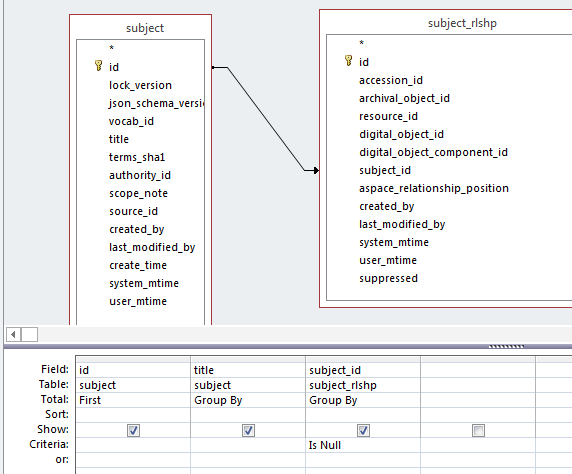 subject
*
id
lock_version
json_schema_versi
vocab_id
title
terms_sha1
authority_id
scope_note
source_id
created_by
last_modified_by
create_time
system_mtime
user_mtime
subject_rlshp
*
id
accession_id
archival_object_id
resource_id
digital_object_id
digital_object_component_id
subject_id
aspace_relationship_position
created_by
last_modified_by
system_mtime
user_mtime
suppressed
Field: id title subject_id
Table: subject subject subject_rlshp
Total: First Group By Group By
Sort:
Show:
Criteria: Is Null
or: